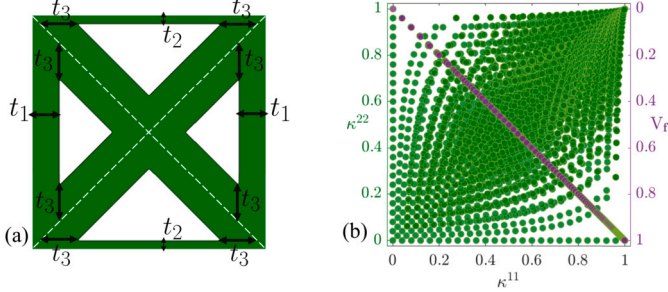 t3 t3
t2
t3 t3
t1 t1
t3 t3
t2
(a) t3 t3
1 0
0.8 0.2
0.6 0.4
κ²² Vf
0.4 0.6
0.2 0.8
0 1
0 0.2 0.4 0.6 0.8 1
(b) κ¹¹